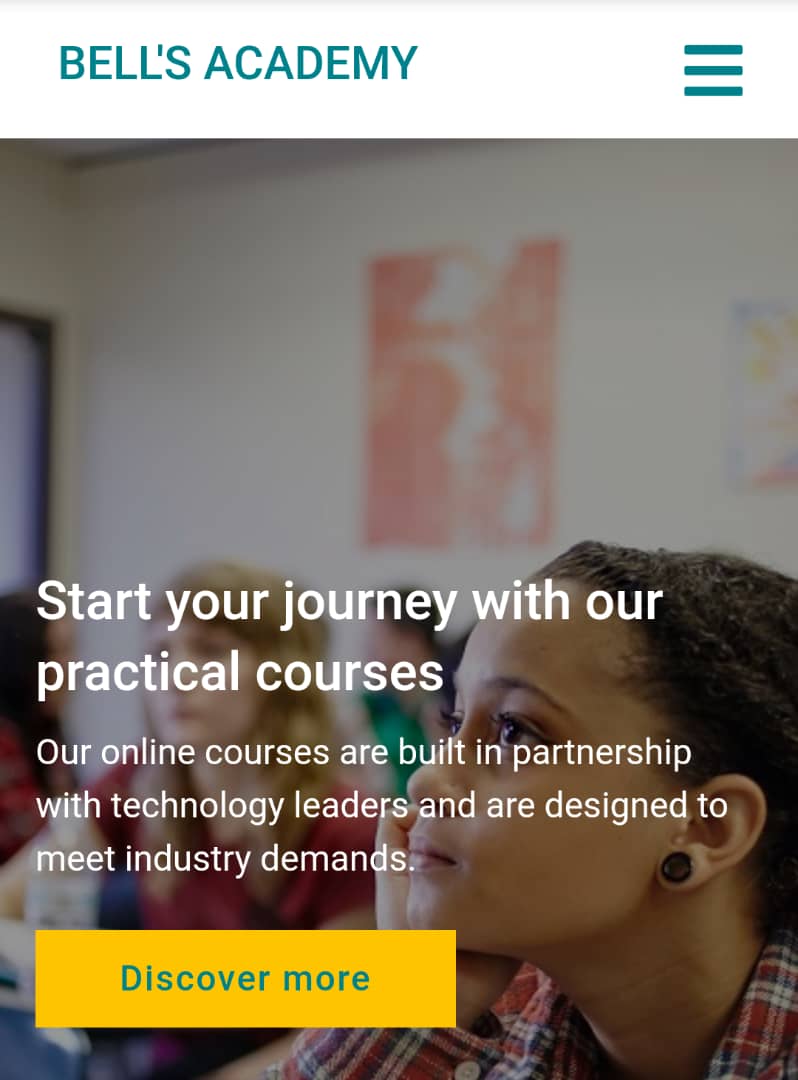 BELL'S ACADEMY
Start your journey with our
practical courses
Our online courses are built in partnership
with technology leaders and are designed to
meet industry demands.
Discover more